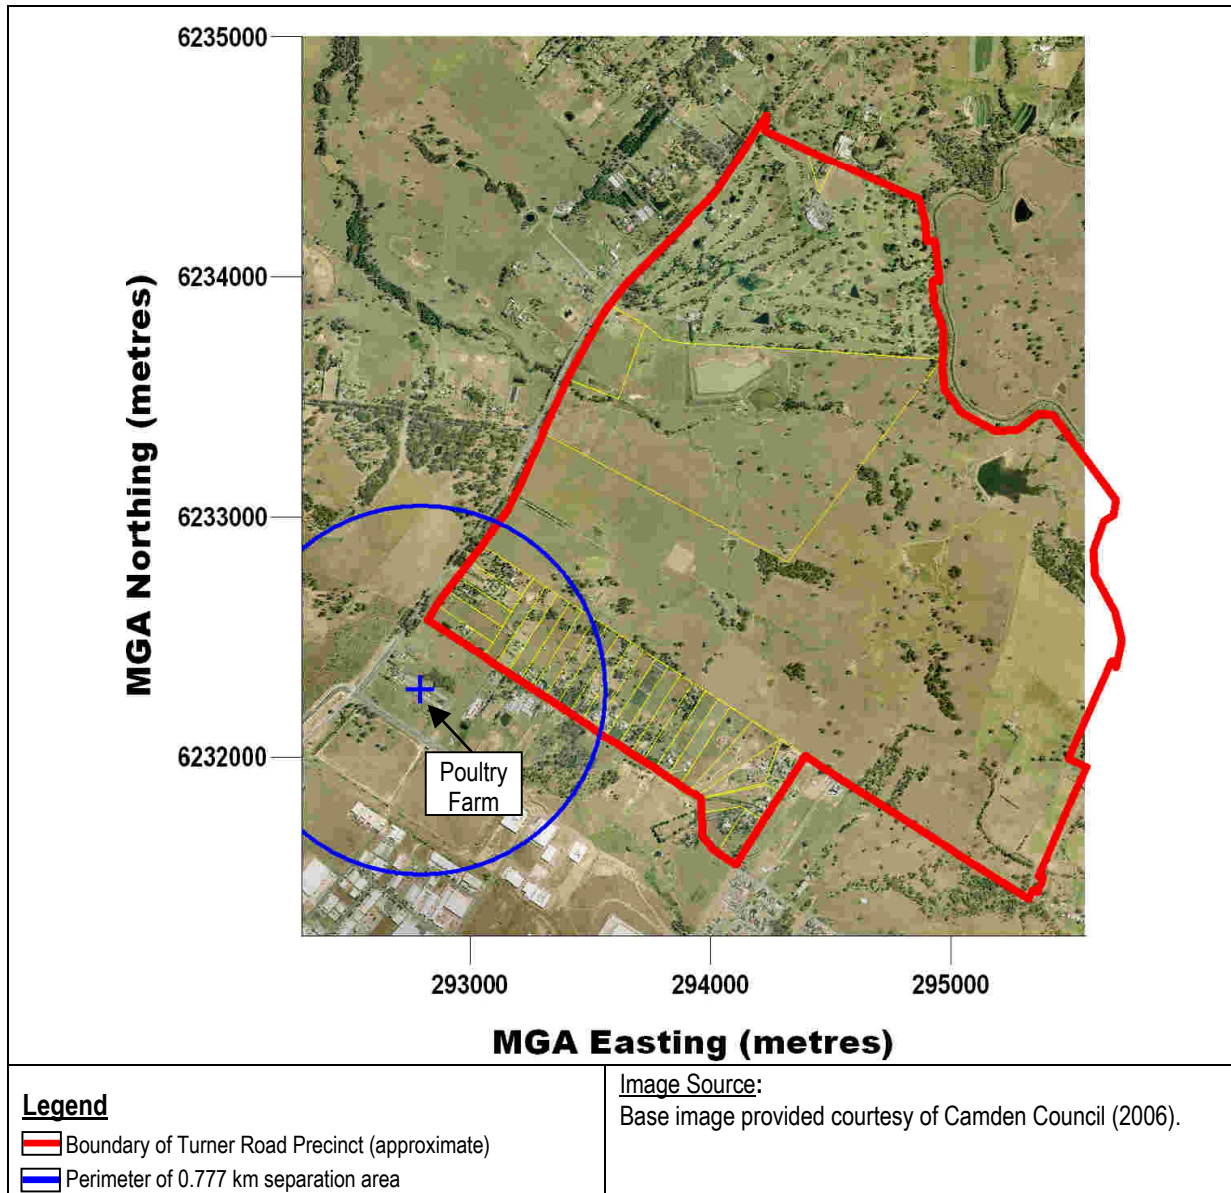 6235000
6234000
6233000
6232000
MGA Northing (metres)
Poultry
Farm
293000
294000
295000
MGA Easting (metres)
Legend
Boundary of Turner Road Precinct (approximate)
Perimeter of 0.777 km separation area
Image Source:
Base image provided courtesy of Camden Council (2006).